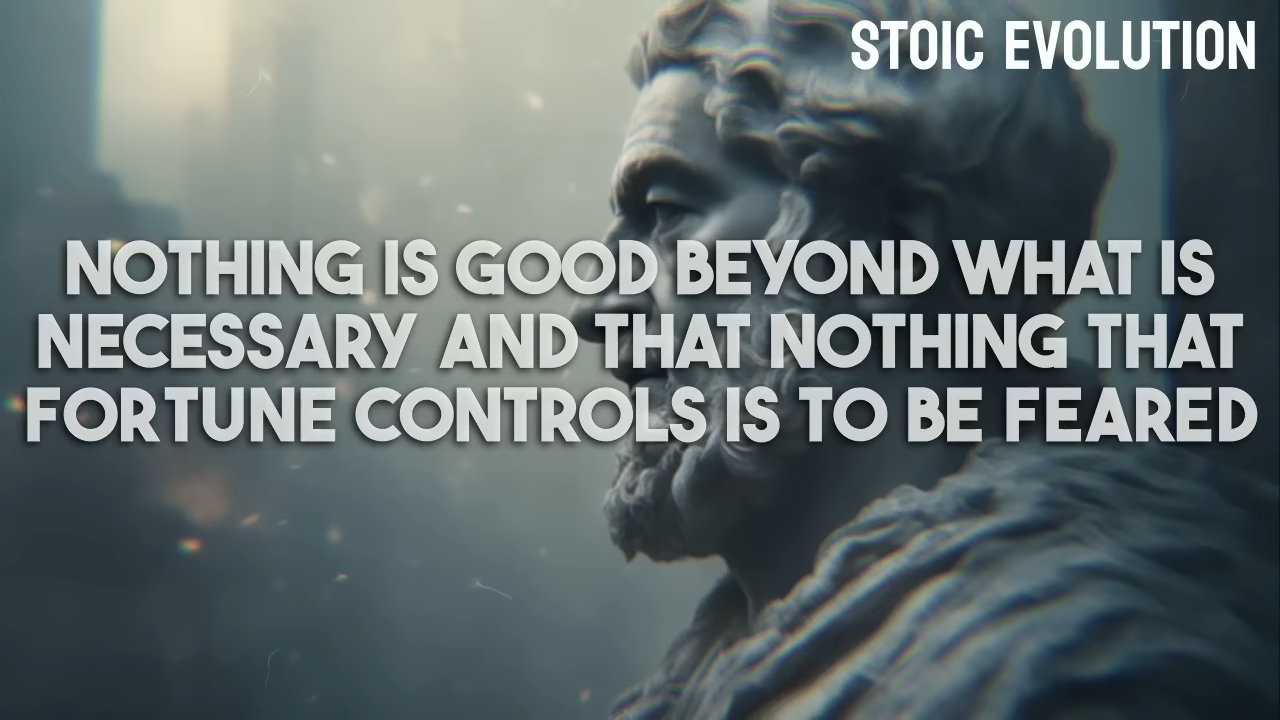 STOIC EVOLUTION
NOTHING IS GOOD BEYOND WHAT IS
NECESSARY AND THAT NOTHING THAT
FORTUNE CONTROLS IS TO BE FEARED